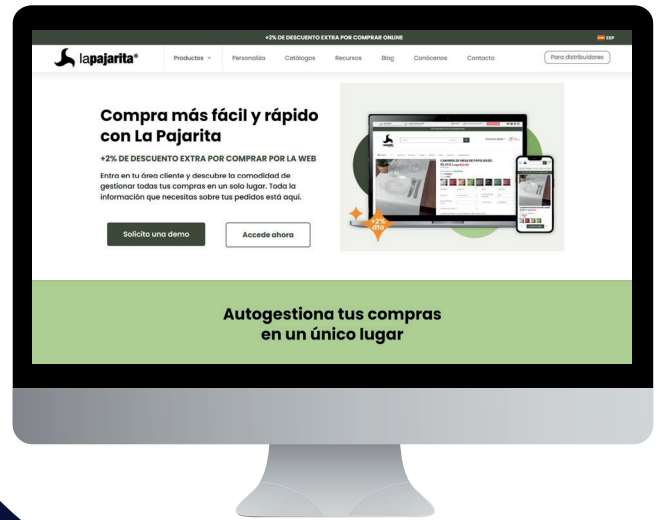 +2% DE DESCUENTO EXTRA POR COMPRAR ONLINE
ESP
lapajarita®
Productos
Personaliza
Catálogos
Recursos
Blog
Conócenos
Contacto
Para distribuidores
Compra más fácil y rápido
con La Pajarita
+2% DE DESCUENTO EXTRA POR COMPRAR POR LA WEB
Entra en tu área cliente y descubre la comodidad de
gestionar todas tus compras en un solo lugar. Toda la
información que necesitas sobre tus pedidos está aquí.
Solicita una demo
Accede ahora
+2%
dto
Autogestiona tus compras
en un único lugar